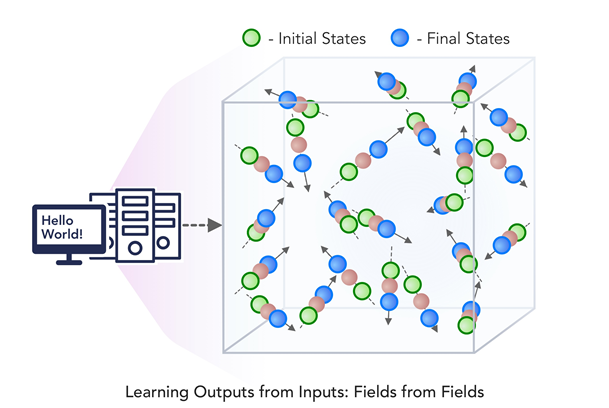 - Initial States
- Final States
Hello
World!
Learning Outputs from Inputs: Fields from Fields